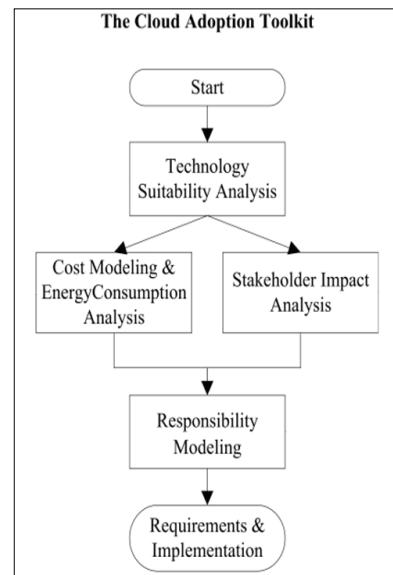 The Cloud Adoption Toolkit
Start
Technology
Suitability Analysis
Cost Modeling &
EnergyConsumption
Analysis
Stakeholder Impact
Analysis
Responsibility
Modeling
Requirements &
Implementation